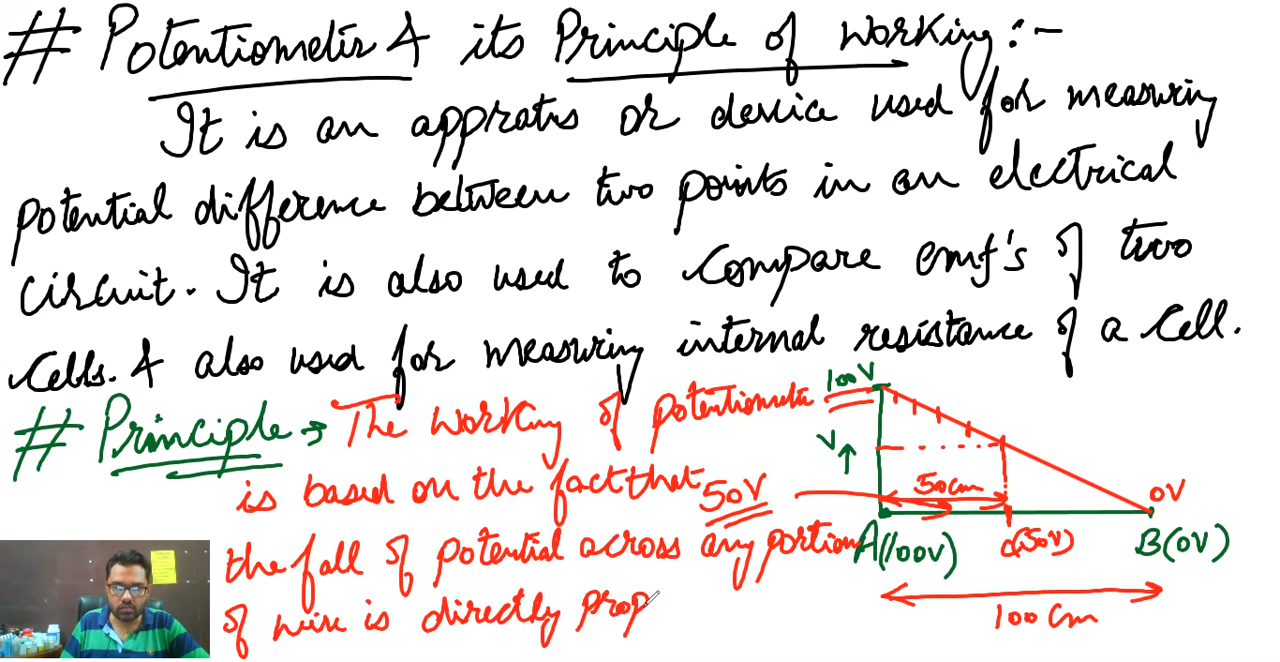 # Potentiometer & its Principle of working:-
It is an appratus or device used for measuring
potential difference between two points in an electrical
circuit. It is also used to compare emf's of two
cells. & also used for measuring internal resistance of a cell.
# Principle → The working of potentiometer
is based on the fact that
the fall of potential across any portion
of wire is directly prop
100V
V ↑
50V
50cm
0V
A(100V)
C(50V)
B(0V)
100cm